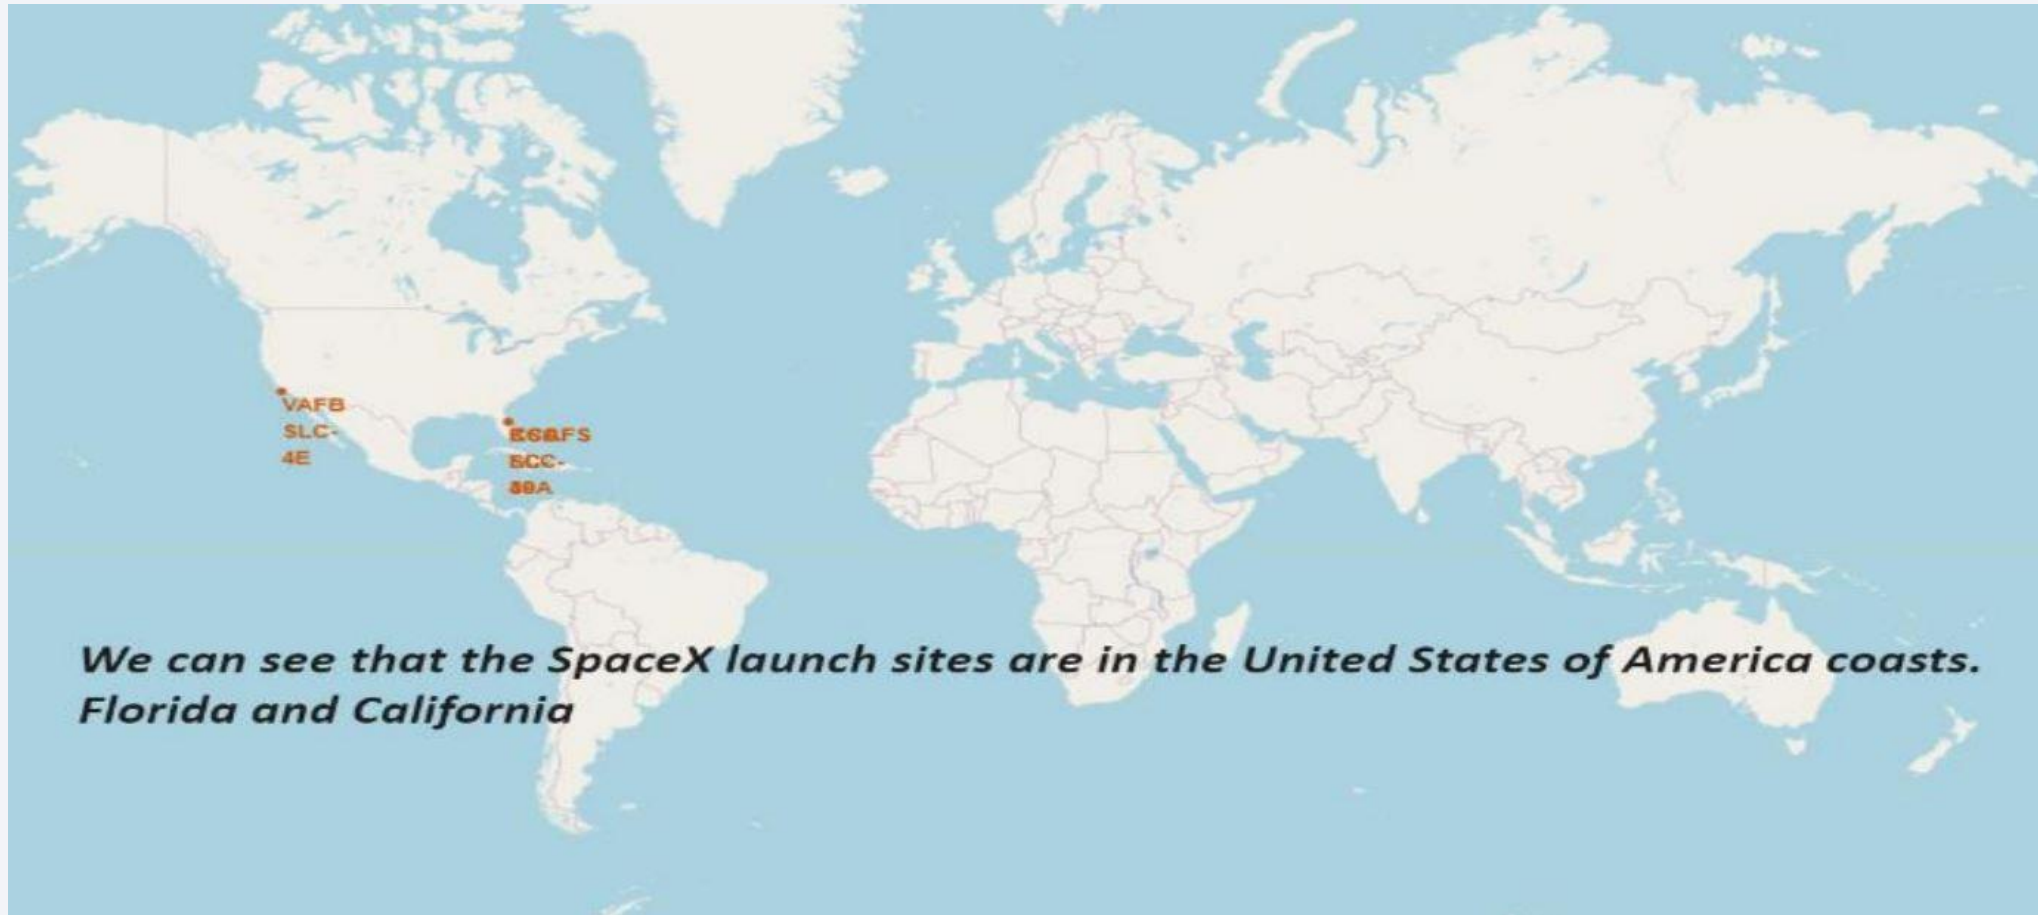 VAFB
SLC-
4E
We can see that the SpaceX launch sites are in the United States of America coasts.
Florida and California